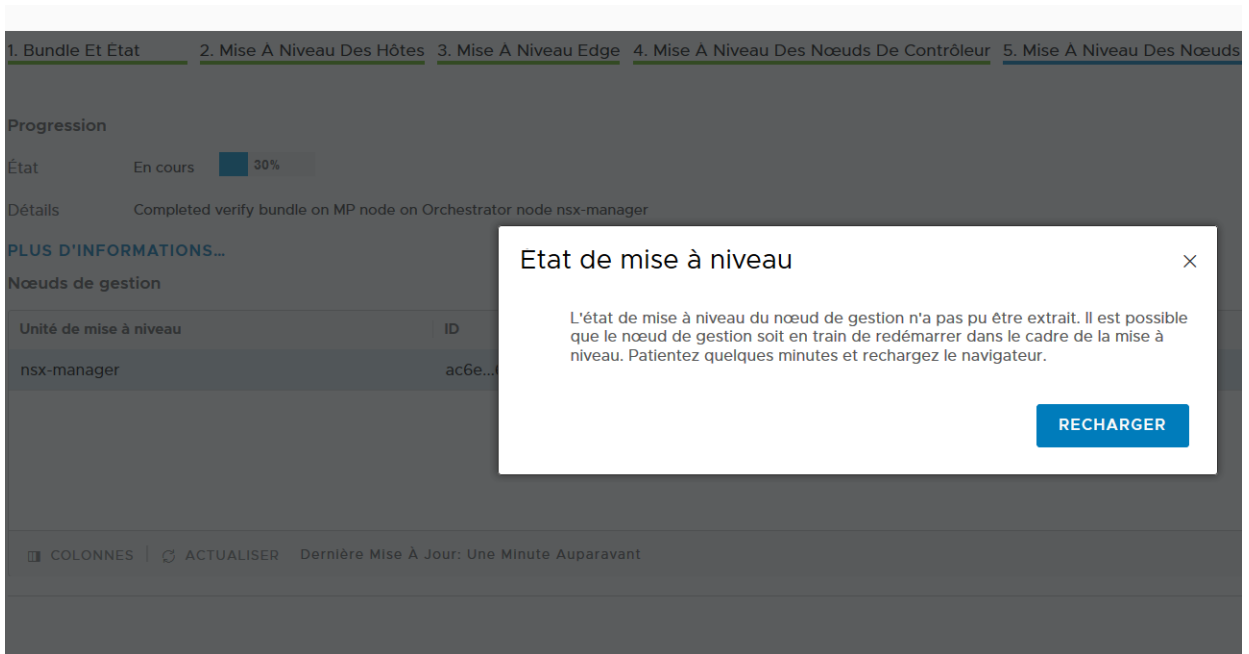 1. Bundle Et État 2. Mise À Niveau Des Hôtes 3. Mise À Niveau Edge 4. Mise À Niveau Des Nœuds De Contrôleur 5. Mise À Niveau Des Nœuds
Progression
État En cours 30%
Détails Completed verify bundle on MP node on Orchestrator node nsx-manager
PLUS D'INFORMATIONS...
Nœuds de gestion
Unité de mise à niveau ID
nsx-manager ac6e...
État de mise à niveau
L'état de mise à niveau du nœud de gestion n'a pas pu être extrait. Il est possible
que le nœud de gestion soit en train de redémarrer dans le cadre de la mise à
niveau. Patientez quelques minutes et rechargez le navigateur.
RECHARGER
COLONNES ACTUALISER Dernière Mise À Jour: Une Minute Auparavant